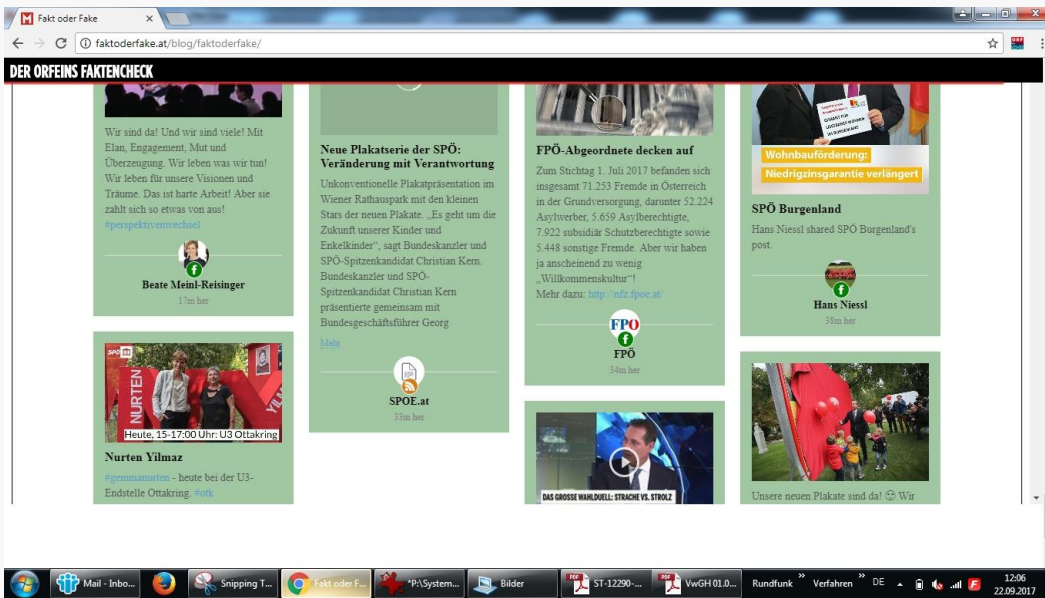 Fakt oder Fake
faktoderfake.at/blog/faktoderfake/
DER ORFEINS FAKTENCHECK
Wir sind da! Und wir sind viele! Mit
Elan, Engagement, Mut und
Überzeugung. Wir leben was wir tun!
Wir leben für unsere Visionen und
Träume. Das ist harte Arbeit! Aber sie
zahlt sich so etwas von aus!
#perspektivenwechsel
Beate Meinl-Reisinger
17m her
SPÖ
NURTEN
Heute, 15-17:00 Uhr: U3 Ottakring
Nurten Yilmaz
#gemmanurten - heute bei der U3-
Endstelle Ottakring. #otk
Neue Plakatserie der SPÖ:
Veränderung mit Verantwortung
Unkonventionelle Plakatpräsentation im
Wiener Rathauspark mit den kleinen
Stars der neuen Plakate. „Es geht um die
Zukunft unserer Kinder und
Enkelkinder“, sagt Bundeskanzler und
SPÖ-Spitzenkandidat Christian Kern.
Bundeskanzler und SPÖ-
Spitzenkandidat Christian Kern
präsentierte gemeinsam mit
Bundesgeschäftsführer Georg
Mehr
SPOE.at
33m her
FPÖ-Abgeordnete decken auf
Zum Stichtag 1. Juli 2017 befanden sich
insgesamt 71.253 Fremde in Österreich
in der Grundversorgung, darunter 52.224
Asylwerber, 5.659 Asylberechtigte,
7.922 subsidiär Schutzberechtigte sowie
5.448 sonstige Fremde. Aber wir haben
ja anscheinend zu wenig
„Willkommenskultur“!
Mehr dazu: http://nfz.fpoe.at/
FPÖ
FPÖ
34m her
DAS GROSSE WAHLDUELL: STRACHE VS. STROLZ
Wohnbauförderung:
Niedrigzinsgarantie verlängert
SPÖ Burgenland
Hans Niessl shared SPÖ Burgenland's
post.
Hans Niessl
38m her
Unsere neuen Plakate sind da! 🙂 Wir
Mail - Inbo...
Snipping T...
Fakt oder F...
*P:\System...
Bilder
ST-12290-...
VwGH 01.0...
Rundfunk »
Verfahren »
DE
12:06
22.09.2017